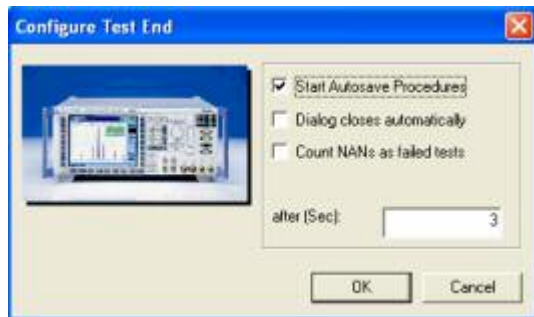 Configure Test End
Start Autosave Procedures
Dialog closes automatically
Count NANs as failed tests
after (Sec):
3
OK
Cancel